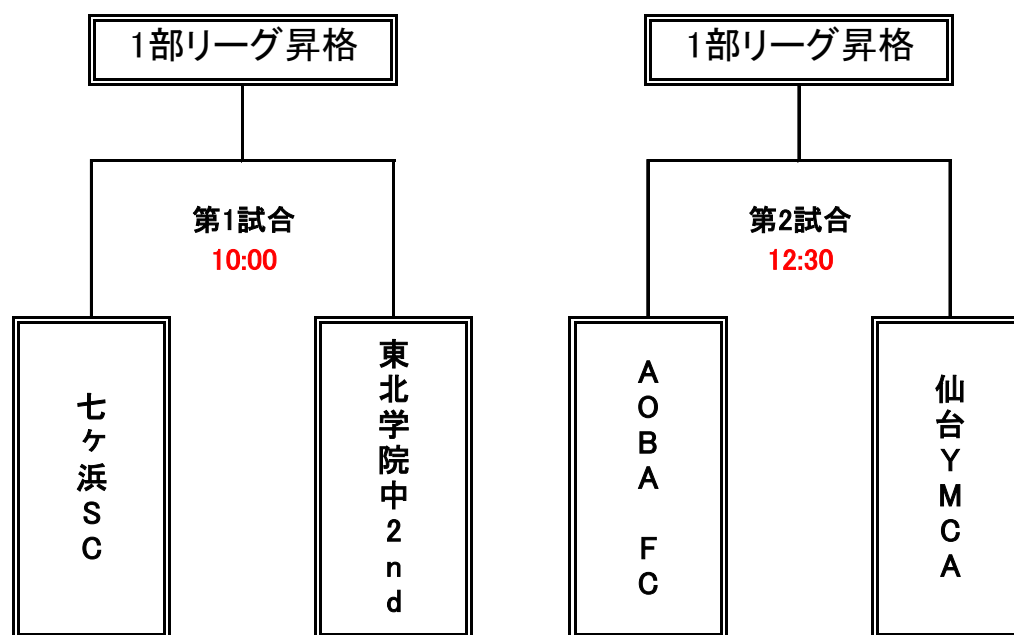 1部リーグ昇格
1部リーグ昇格
第1試合
10:00
第2試合
12:30
七ヶ浜SC
東北学院中2nd
AOBA FC
仙台YMCA